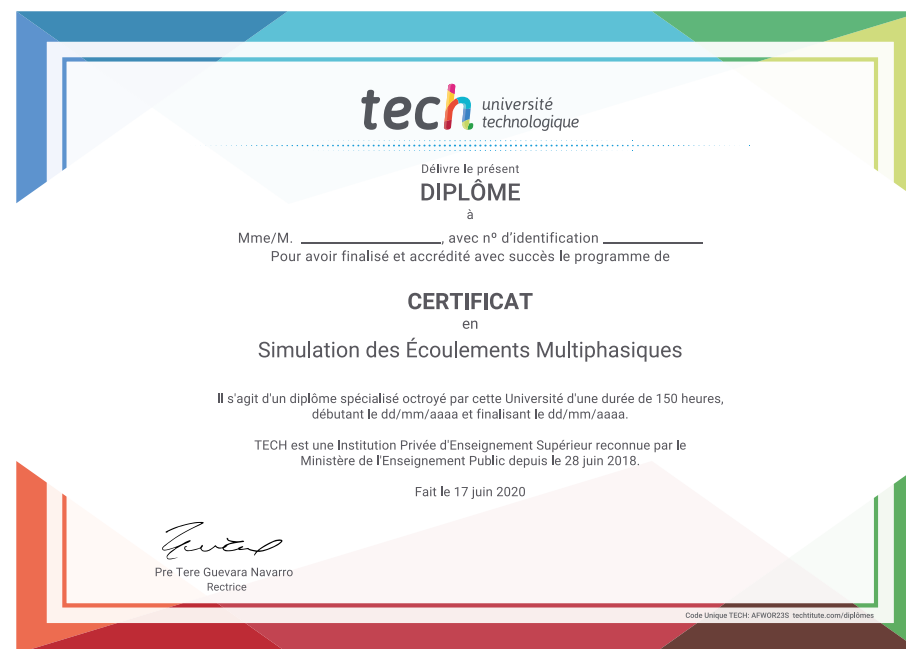 tech université
technologique
Délivre le présent
DIPLÔME
à
Mme/M. ____________________, avec nº d'identification ______________
Pour avoir finalisé et accrédité avec succès le programme de
CERTIFICAT
en
Simulation des Écoulements Multiphasiques
Il s'agit d'un diplôme spécialisé octroyé par cette Université d'une durée de 150 heures,
débutant le dd/mm/aaaa et finalisant le dd/mm/aaaa.
TECH est une Institution Privée d'Enseignement Supérieur reconnue par le
Ministère de l'Enseignement Public depuis le 28 juin 2018.
Fait le 17 juin 2020
Pre Tere Guevara Navarro
Rectrice
Code Unique TECH: AFWOR23S techtitute.com/diplômes